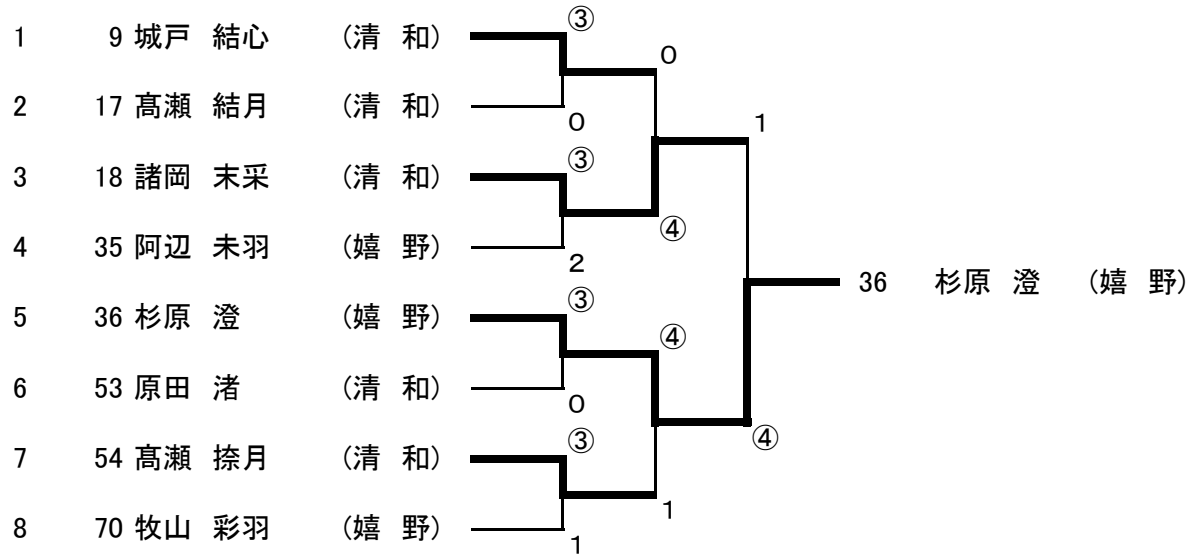 ③
1 9 城戸 結心 (清 和)
0
2 17 髙瀬 結月 (清 和)
0
1
③
3 18 諸岡 末采 (清 和)
④
4 35 阿辺 未羽 (嬉 野)
2
36 杉原 澄 (嬉 野)
③
5 36 杉原 澄 (嬉 野)
④
6 53 原田 渚 (清 和)
0
③
④
7 54 髙瀬 捺月 (清 和)
1
8 70 牧山 彩羽 (嬉 野)
1